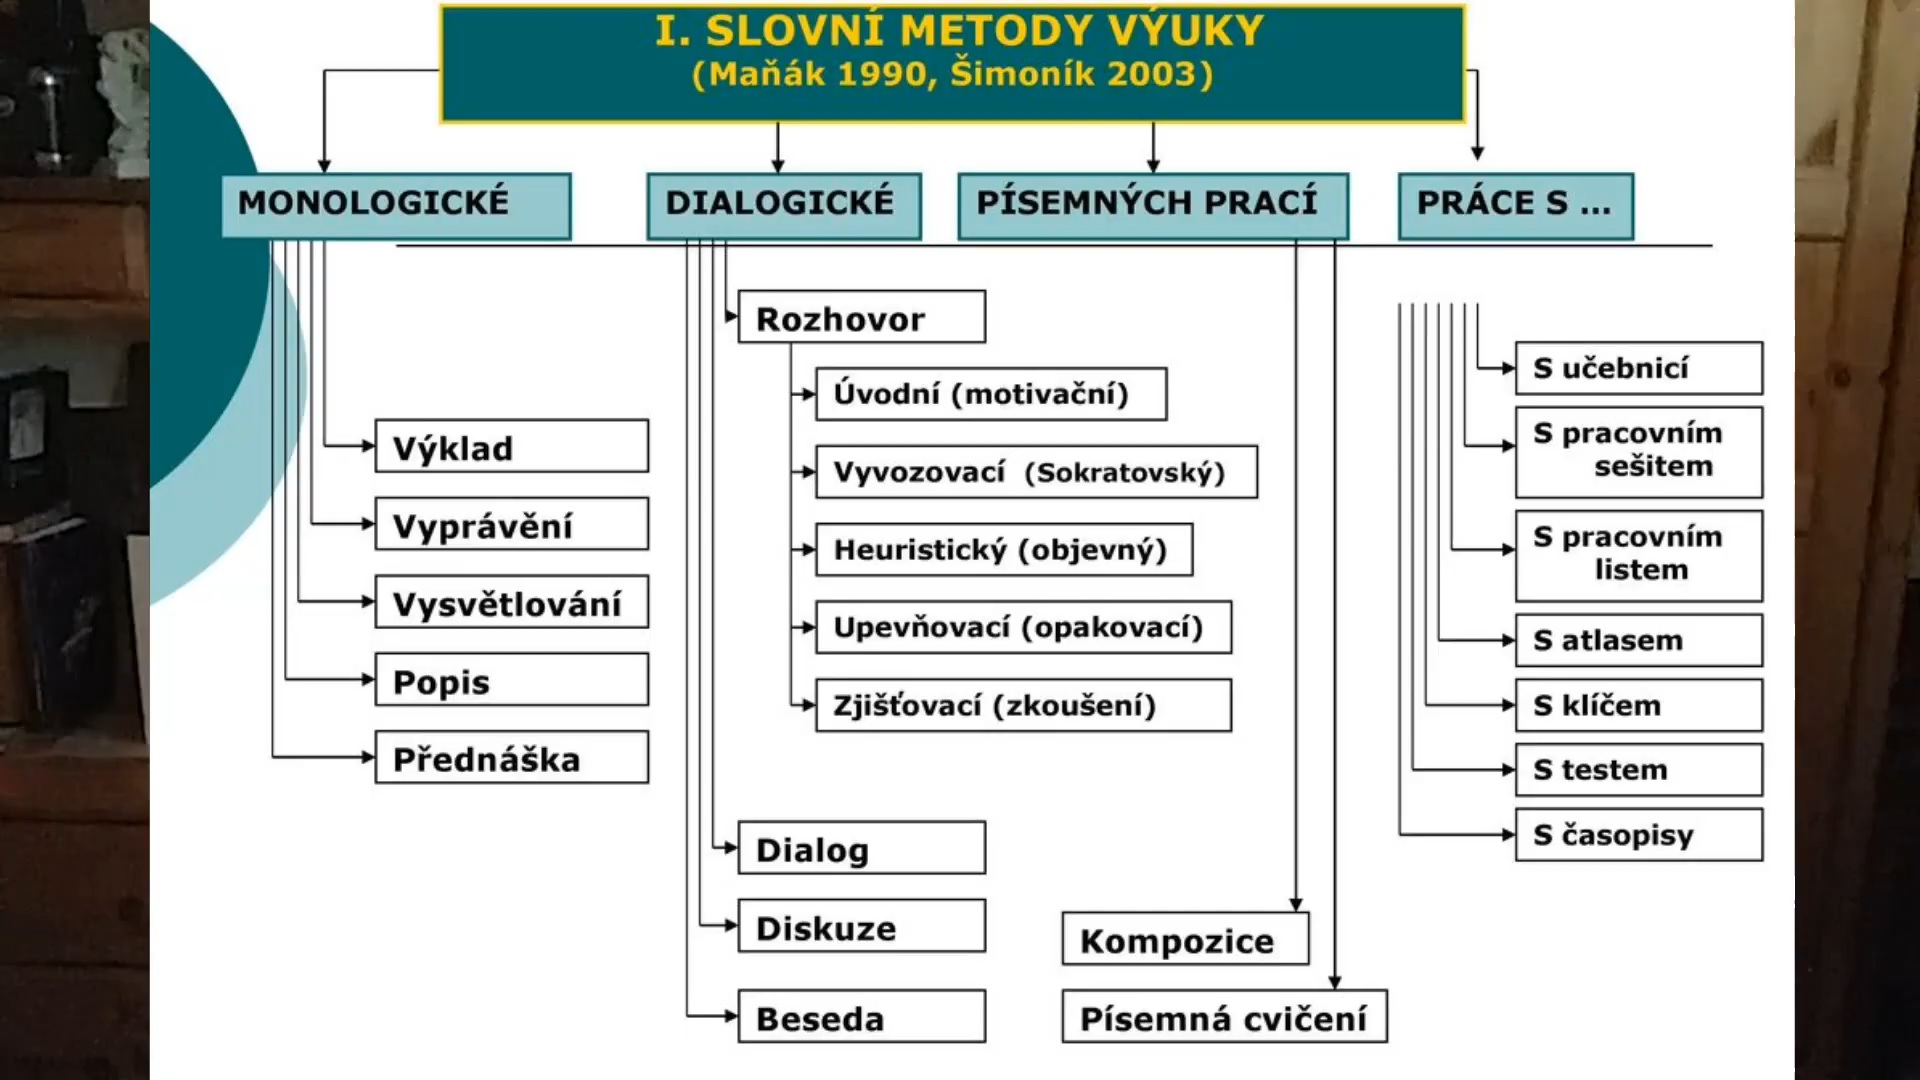 I. SLOVNÍ METODY VÝUKY
(Maňák 1990, Šimoník 2003)
MONOLOGICKÉ
DIALOGICKÉ
PÍSEMNÝCH PRACÍ
PRÁCE S ...
Výklad
Vyprávění
Vysvětlování
Popis
Přednáška
Rozhovor
Úvodní (motivační)
Vyvozovací (Sokratovský)
Heuristický (objevný)
Upevňovací (opakovací)
Zjišťovací (zkoušení)
Dialog
Diskuze
Beseda
Kompozice
Písemná cvičení
S učebnicí
S pracovním
sešitem
S pracovním
listem
S atlasem
S klíčem
S testem
S časopisy